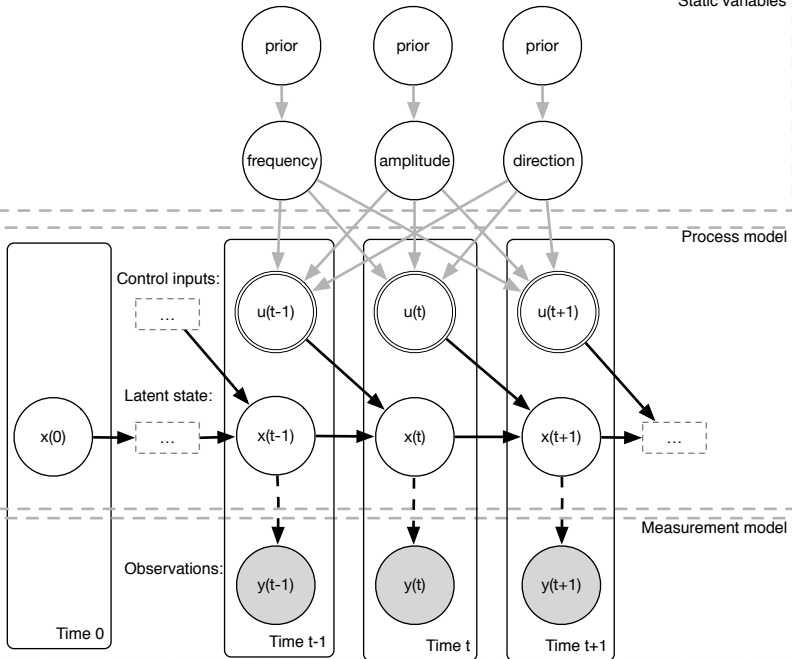 Static variables
prior prior prior
frequency amplitude direction
Process model
Control inputs:
...
u(t-1) u(t) u(t+1)
Latent state:
x(0) ... x(t-1) x(t) x(t+1) ...
Measurement model
Observations:
y(t-1) y(t) y(t+1)
Time 0 Time t-1 Time t Time t+1